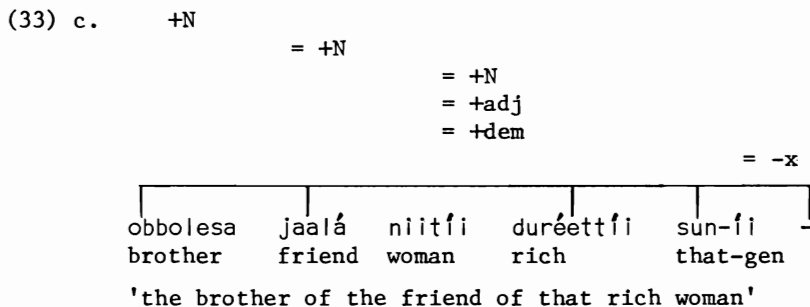 (33) c. +N
= +N
= +N
= +adj
= +dem
= -x
obbolesa jaalá niitíi duréettíi sun-íi -
brother friend woman rich that-gen
'the brother of the friend of that rich woman'